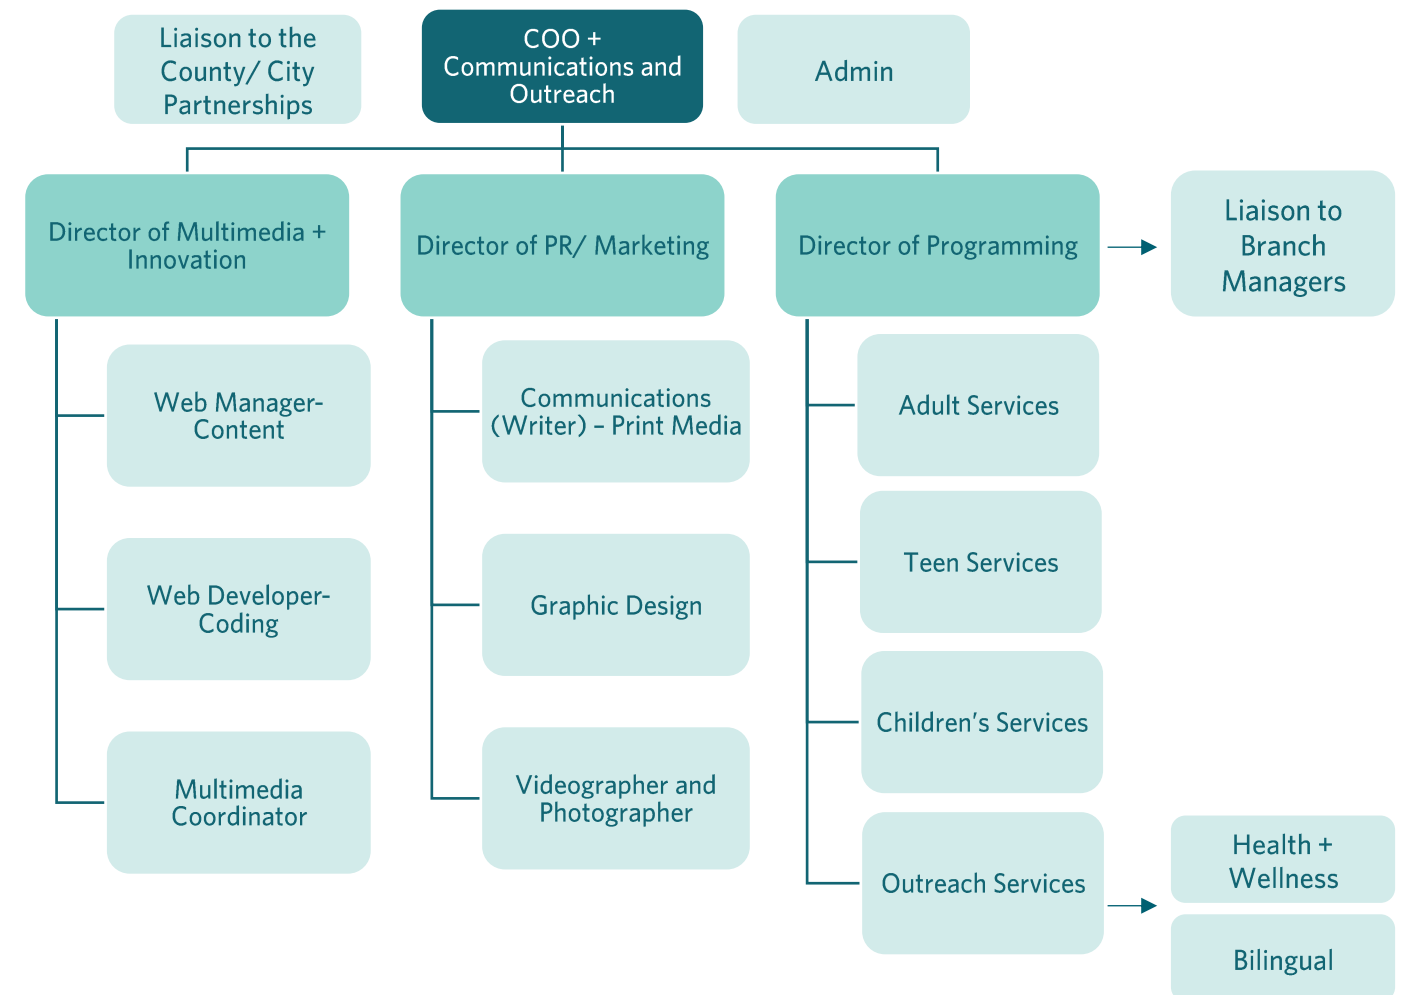 Liaison to the
County/ City
Partnerships
COO +
Communications and
Outreach
Admin
Director of Multimedia +
Innovation
Director of PR/ Marketing
Director of Programming
Liaison to
Branch
Managers
Web Manager-
Content
Web Developer-
Coding
Multimedia
Coordinator
Communications
(Writer) – Print Media
Graphic Design
Videographer and
Photographer
Adult Services
Teen Services
Children’s Services
Outreach Services
Health +
Wellness
Bilingual